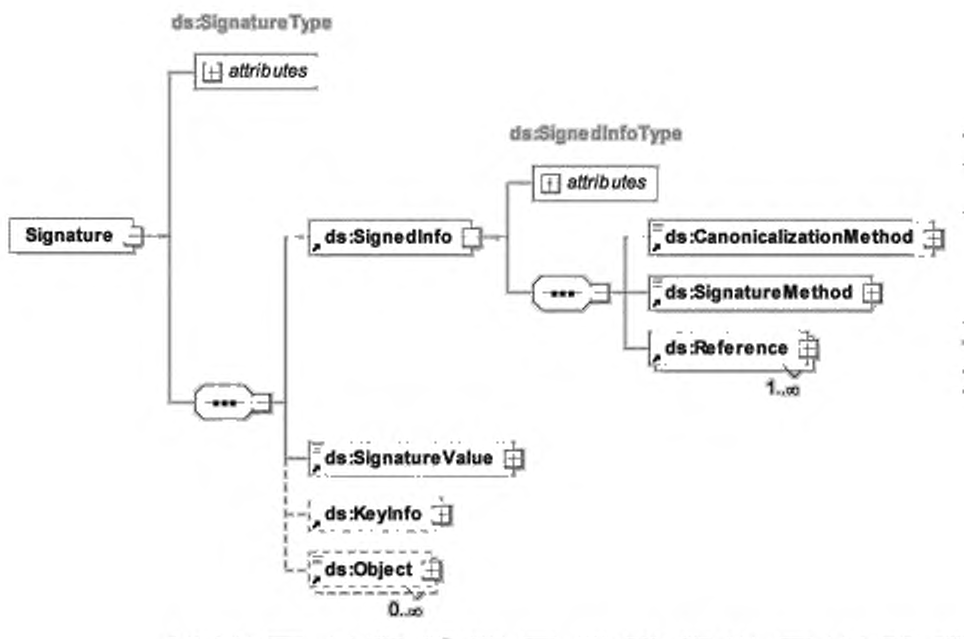 ds:SignatureType
attributes
ds:SignedInfoType
attributes
Signature
ds:SignedInfo
ds:CanonicalizationMethod
ds:SignatureMethod
ds:Reference
1..∞
ds:SignatureValue
ds:KeyInfo
ds:Object
0..∞